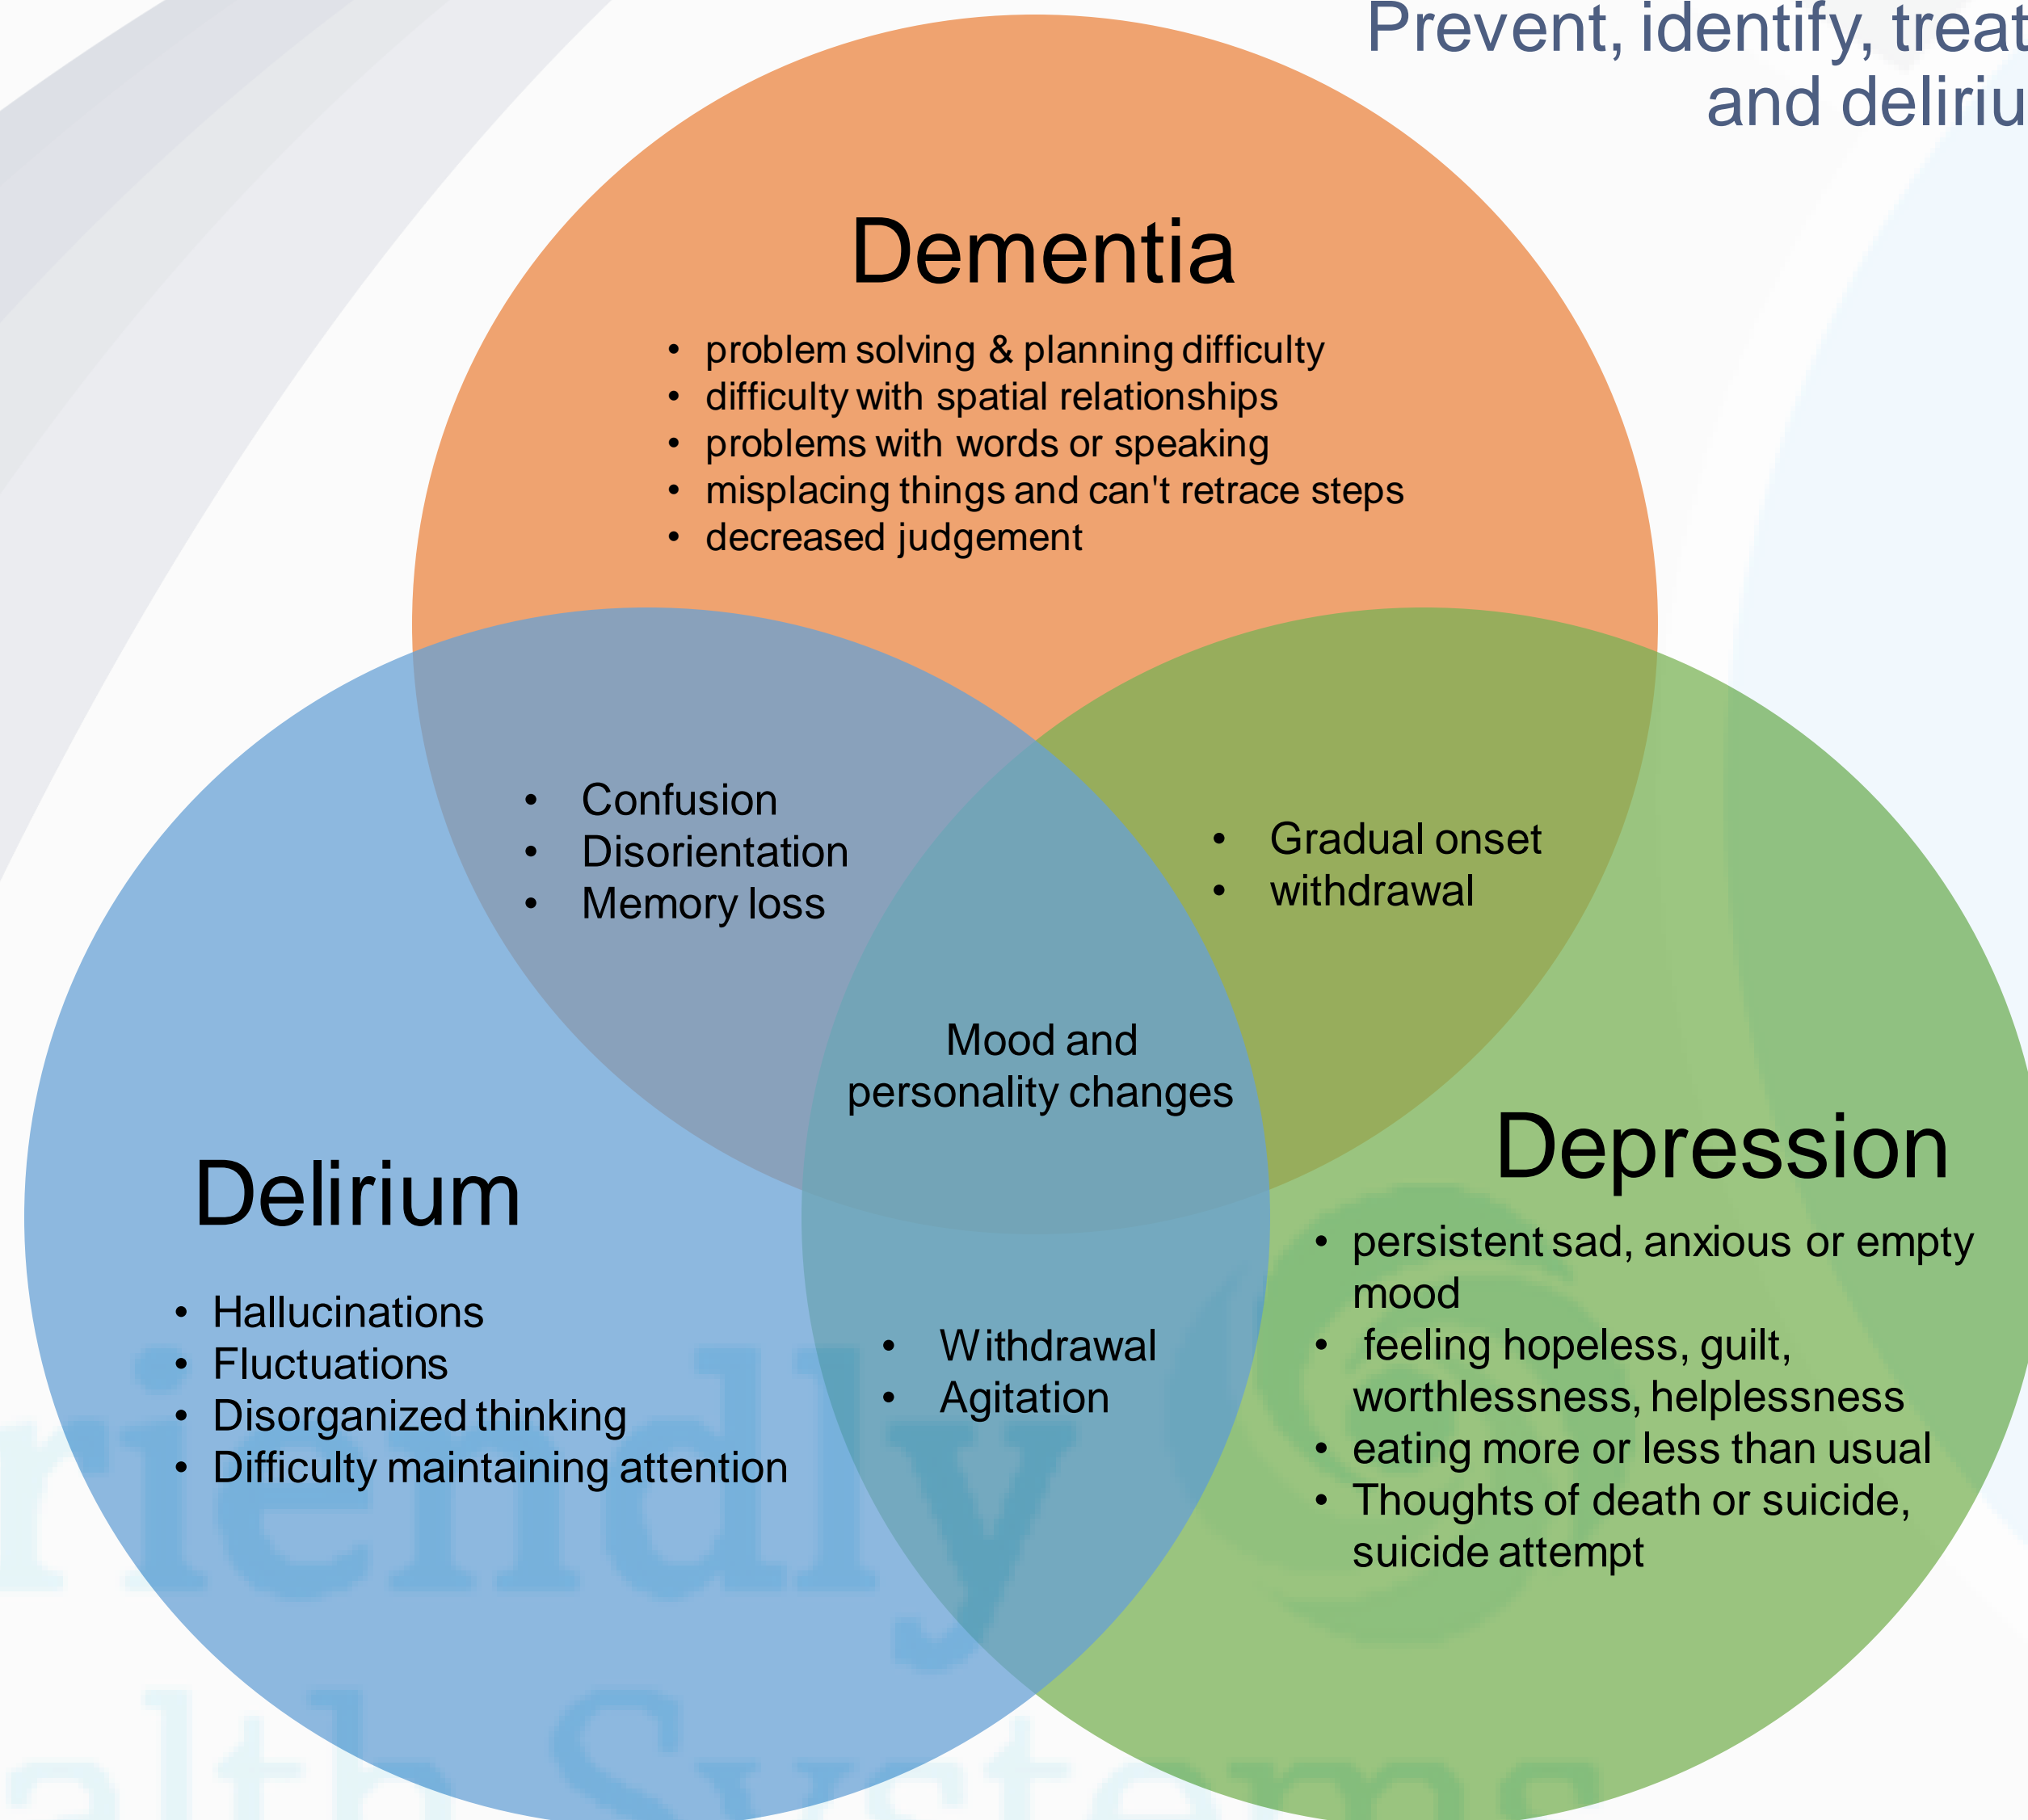 Prevent, identify, treat
and deliriu
Dementia
• problem solving & planning difficulty
• difficulty with spatial relationships
• problems with words or speaking
• misplacing things and can't retrace steps
• decreased judgement
• Confusion
• Disorientation
• Memory loss
• Gradual onset
• withdrawal
Mood and
personality changes
Delirium
• Hallucinations
• Fluctuations
• Disorganized thinking
• Difficulty maintaining attention
• Withdrawal
• Agitation
Depression
• persistent sad, anxious or empty
mood
• feeling hopeless, guilt,
worthlessness, helplessness
• eating more or less than usual
• Thoughts of death or suicide,
suicide attempt
riendly
alth Systems